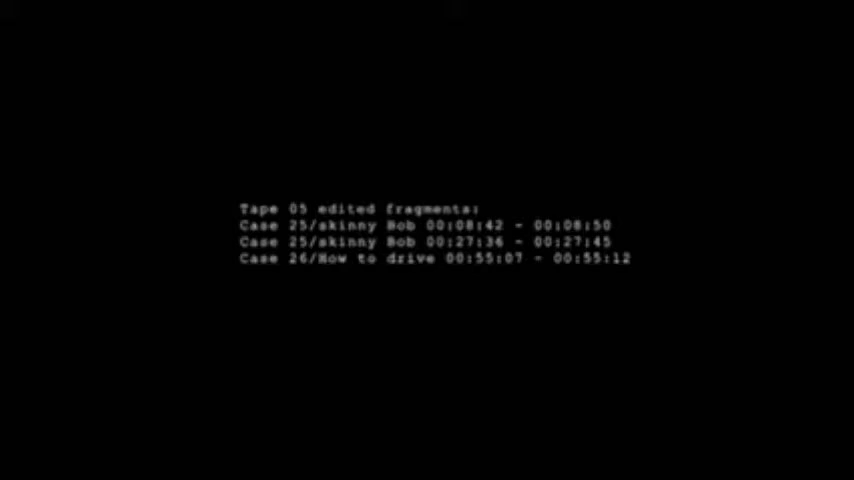 Tape 05 edited fragments:
Case 25/skinny Bob 00:08:42 - 00:08:50
Case 25/skinny Bob 00:27:36 - 00:27:45
Case 26/How to drive 00:55:07 - 00:55:12